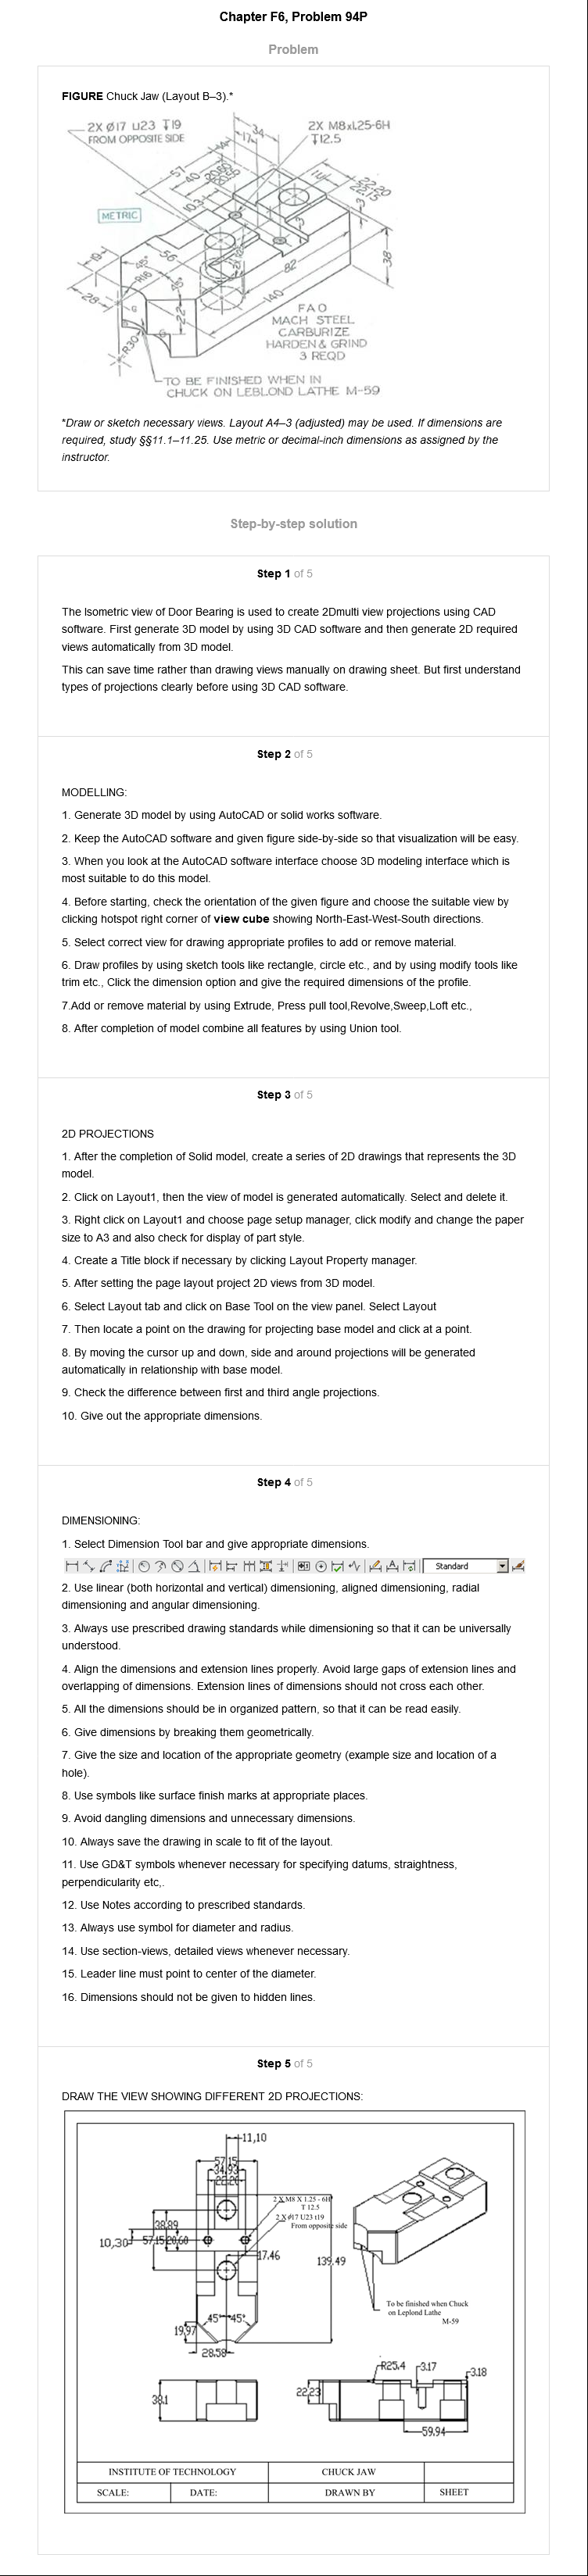 Chapter F6, Problem 94P
Problem
FIGURE Chuck Jaw (Layout B–3).*
2X Ø17 ⌴23 ↧19
FROM OPPOSITE SIDE
2X M8xL25-6H
↧12.5
34
17
14
57
40
20.60
20.55
10.3
14
22.20
22.15
3
3
METRIC
38
19
45°
56
R16
45°
28
82
140
22
R30
FAO
MACH STEEL
CARBURIZE
HARDEN & GRIND
3 REQD
TO BE FINISHED WHEN IN
CHUCK ON LEBLOND LATHE M-59
*Draw or sketch necessary views. Layout A4–3 (adjusted) may be used. If dimensions are
required, study §§11.1–11.25. Use metric or decimal-inch dimensions as assigned by the
instructor.
Step-by-step solution
Step 1 of 5
The Isometric view of Door Bearing is used to create 2Dmulti view projections using CAD
software. First generate 3D model by using 3D CAD software and then generate 2D required
views automatically from 3D model.
This can save time rather than drawing views manually on drawing sheet. But first understand
types of projections clearly before using 3D CAD software.
Step 2 of 5
MODELLING:
1. Generate 3D model by using AutoCAD or solid works software.
2. Keep the AutoCAD software and given figure side-by-side so that visualization will be easy.
3. When you look at the AutoCAD software interface choose 3D modeling interface which is
most suitable to do this model.
4. Before starting, check the orientation of the given figure and choose the suitable view by
clicking hotspot right corner of view cube showing North-East-West-South directions.
5. Select correct view for drawing appropriate profiles to add or remove material.
6. Draw profiles by using sketch tools like rectangle, circle etc., and by using modify tools like
trim etc., Click the dimension option and give the required dimensions of the profile.
7.Add or remove material by using Extrude, Press pull tool,Revolve,Sweep,Loft etc.,
8. After completion of model combine all features by using Union tool.
Step 3 of 5
2D PROJECTIONS
1. After the completion of Solid model, create a series of 2D drawings that represents the 3D
model.
2. Click on Layout1, then the view of model is generated automatically. Select and delete it.
3. Right click on Layout1 and choose page setup manager, click modify and change the paper
size to A3 and also check for display of part style.
4. Create a Title block if necessary by clicking Layout Property manager.
5. After setting the page layout project 2D views from 3D model.
6. Select Layout tab and click on Base Tool on the view panel. Select Layout
7. Then locate a point on the drawing for projecting base model and click at a point.
8. By moving the cursor up and down, side and around projections will be generated
automatically in relationship with base model.
9. Check the difference between first and third angle projections.
10. Give out the appropriate dimensions.
Step 4 of 5
DIMENSIONING:
1. Select Dimension Tool bar and give appropriate dimensions.
Standard
2. Use linear (both horizontal and vertical) dimensioning, aligned dimensioning, radial
dimensioning and angular dimensioning.
3. Always use prescribed drawing standards while dimensioning so that it can be universally
understood.
4. Align the dimensions and extension lines properly. Avoid large gaps of extension lines and
overlapping of dimensions. Extension lines of dimensions should not cross each other.
5. All the dimensions should be in organized pattern, so that it can be read easily.
6. Give dimensions by breaking them geometrically.
7. Give the size and location of the appropriate geometry (example size and location of a
hole).
8. Use symbols like surface finish marks at appropriate places.
9. Avoid dangling dimensions and unnecessary dimensions.
10. Always save the drawing in scale to fit of the layout.
11. Use GD&T symbols whenever necessary for specifying datums, straightness,
perpendicularity etc,.
12. Use Notes according to prescribed standards.
13. Always use symbol for diameter and radius.
14. Use section-views, detailed views whenever necessary.
15. Leader line must point to center of the diameter.
16. Dimensions should not be given to hidden lines.
Step 5 of 5
DRAW THE VIEW SHOWING DIFFERENT 2D PROJECTIONS:
11,10
57.15
34.93
22.20
2 X M8 X 1.25 - 6H
T 12.5
2 X Ø17 U23 t19
From opposite side
38.89
10,30
57.15
20.60
17.46
139.49
45°
45°
19.97
28.58
To be finished when Chuck
on Leplond Lathe
M-59
R25.4
3.17
3.18
38.1
22.23
59.94
INSTITUTE OF TECHNOLOGY
CHUCK JAW
SCALE:
DATE:
DRAWN BY
SHEET